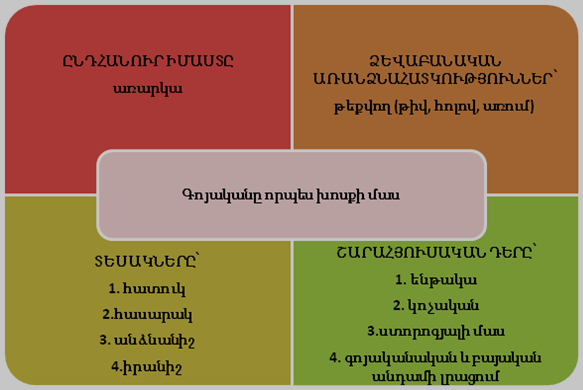 ԸՆԴՀԱՆՈՒՐ ԻՄԱՍՏԸ
առարկա
ՁԵՎԱԲԱՆԱԿԱՆ
ԱՌԱՆՁՆԱՀԱՏԿՈՒԹՅՈՒՆՆԵՐ՝
թեքվող (թիվ, հոլով, առում)
Գոյականը որպես խոսքի մաս
ՏԵՍԱԿՆԵՐԸ՝
1. հատուկ
2.հասարակ
3. անձնանիշ
4.իրանիշ
ՇԱՐԱՀՅՈՒՍԱԿԱՆ ԴԵՐԸ՝
1. ենթակա
2. կոչական
3.ստորոգյալի մաս
4. գոյականական և բայական
անդամի լրացում